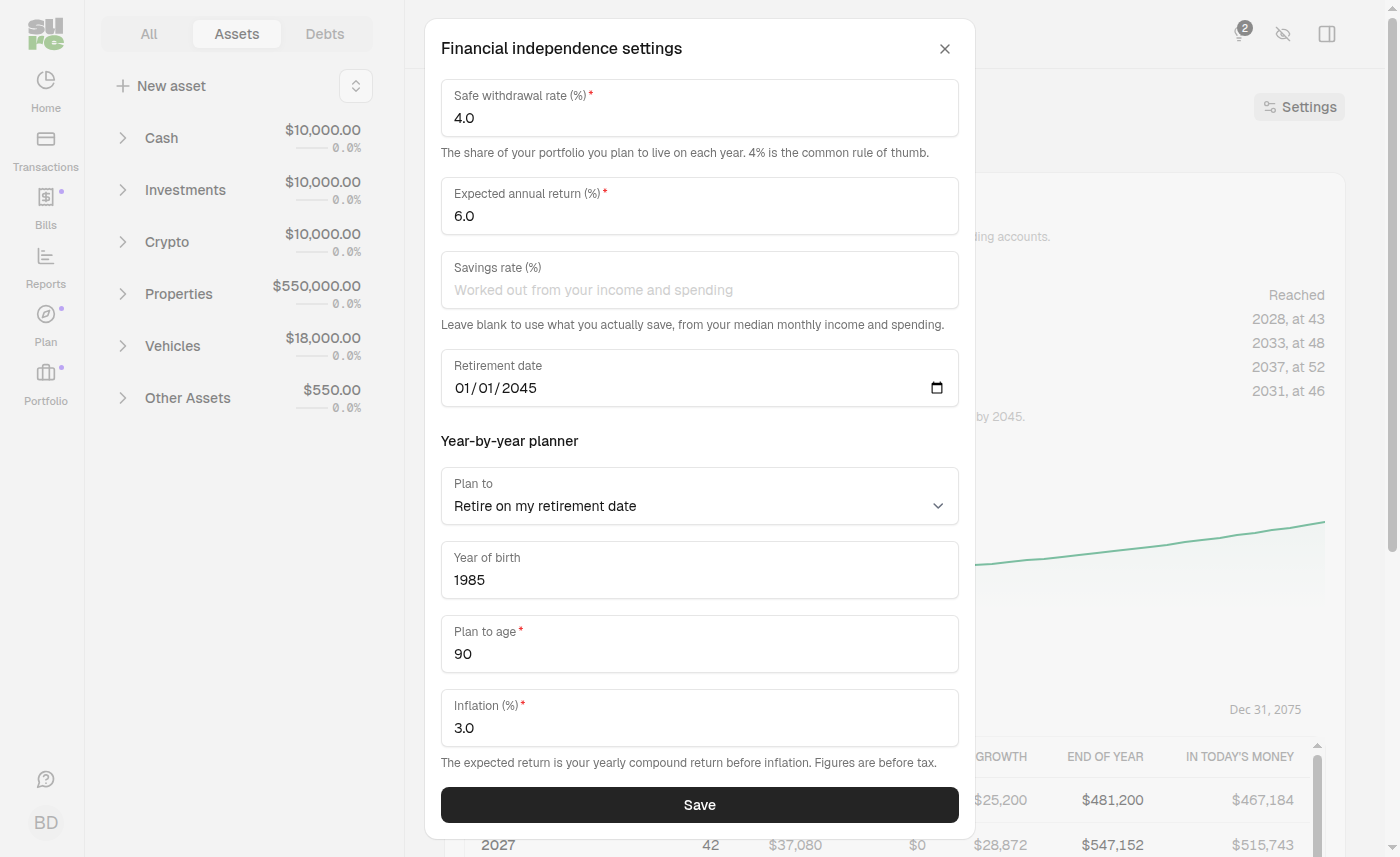 sure
All
Assets
Debts
New asset
Cash
$10,000.00
0.0%
Investments
$10,000.00
0.0%
Crypto
$10,000.00
0.0%
Properties
$550,000.00
0.0%
Vehicles
$18,000.00
0.0%
Other Assets
$550.00
0.0%
Home
Transactions
Bills
Reports
Plan
Portfolio
BD
Financial independence settings
Safe withdrawal rate (%) *
4.0
The share of your portfolio you plan to live on each year. 4% is the common rule of thumb.
Expected annual return (%) *
6.0
Savings rate (%)
Worked out from your income and spending
Leave blank to use what you actually save, from your median monthly income and spending.
Retirement date
01/01/2045
Year-by-year planner
Plan to
Retire on my retirement date
Year of birth
1985
Plan to age *
90
Inflation (%) *
3.0
The expected return is your yearly compound return before inflation. Figures are before tax.
Save
2
Settings
accounts.
Reached
2028, at 43
2033, at 48
2037, at 52
2031, at 46
by 2045.
Dec 31, 2075
GROWTH END OF YEAR IN TODAY'S MONEY
$25,200 $481,200 $467,184
2027 42 $37,080 $0 $28,872 $547,152 $515,743